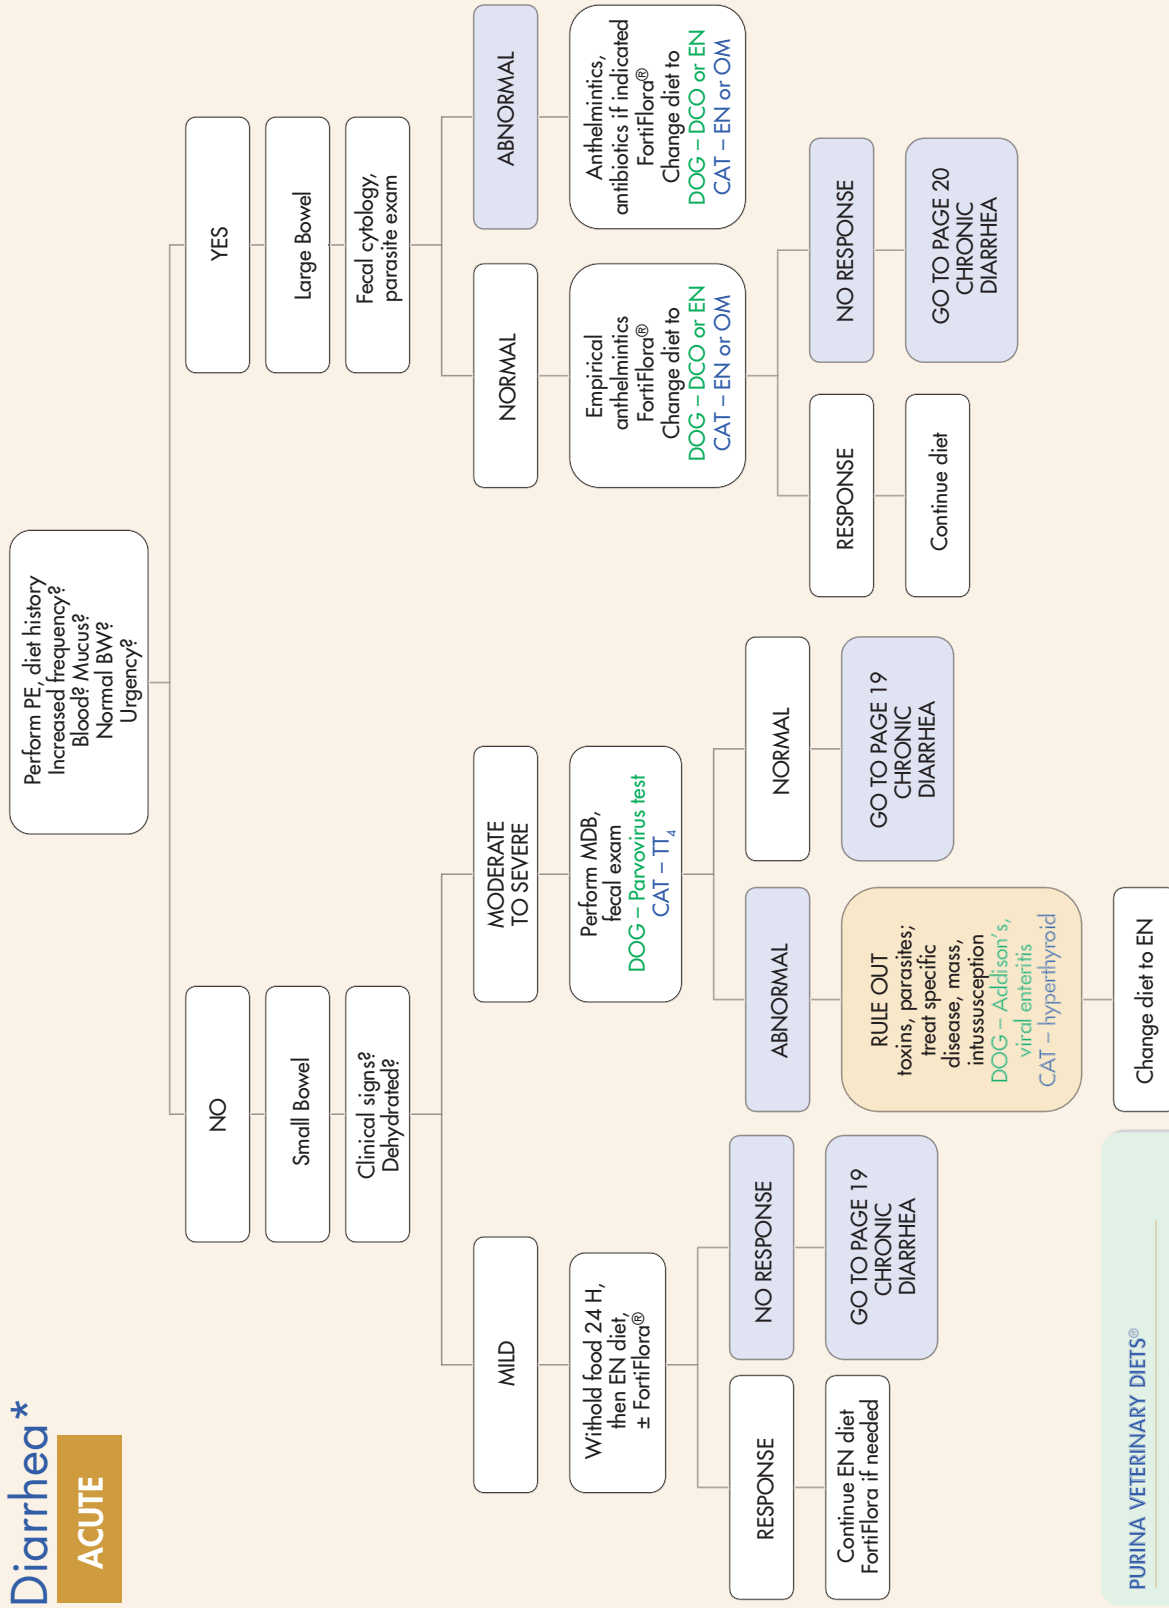 Diarrhea*
ACUTE
Perform PE, diet history
Increased frequency?
Blood? Mucus?
Normal BW?
Urgency?
NO
Small Bowel
Clinical signs?
Dehydrated?
MILD
Withold food 24 H,
then EN diet,
± FortiFlora®
RESPONSE
Continue EN diet
FortiFlora if needed
NO RESPONSE
GO TO PAGE 19
CHRONIC
DIARRHEA
MODERATE
TO SEVERE
Perform MDB,
fecal exam
DOG – Parvovirus test
CAT – TT4
ABNORMAL
RULE OUT
toxins, parasites;
treat specific
disease, mass,
intussusception
DOG – Addison's,
viral enteritis
CAT – hyperthyroid
Change diet to EN
NORMAL
GO TO PAGE 19
CHRONIC
DIARRHEA
YES
Large Bowel
Fecal cytology,
parasite exam
NORMAL
Empirical
anthelmintics
FortiFlora®
Change diet to
DOG – DCO or EN
CAT – EN or OM
RESPONSE
Continue diet
NO RESPONSE
GO TO PAGE 20
CHRONIC
DIARRHEA
ABNORMAL
Anthelmintics,
antibiotics if indicated
FortiFlora®
Change diet to
DOG – DCO or EN
CAT – EN or OM
PURINA VETERINARY DIETS®